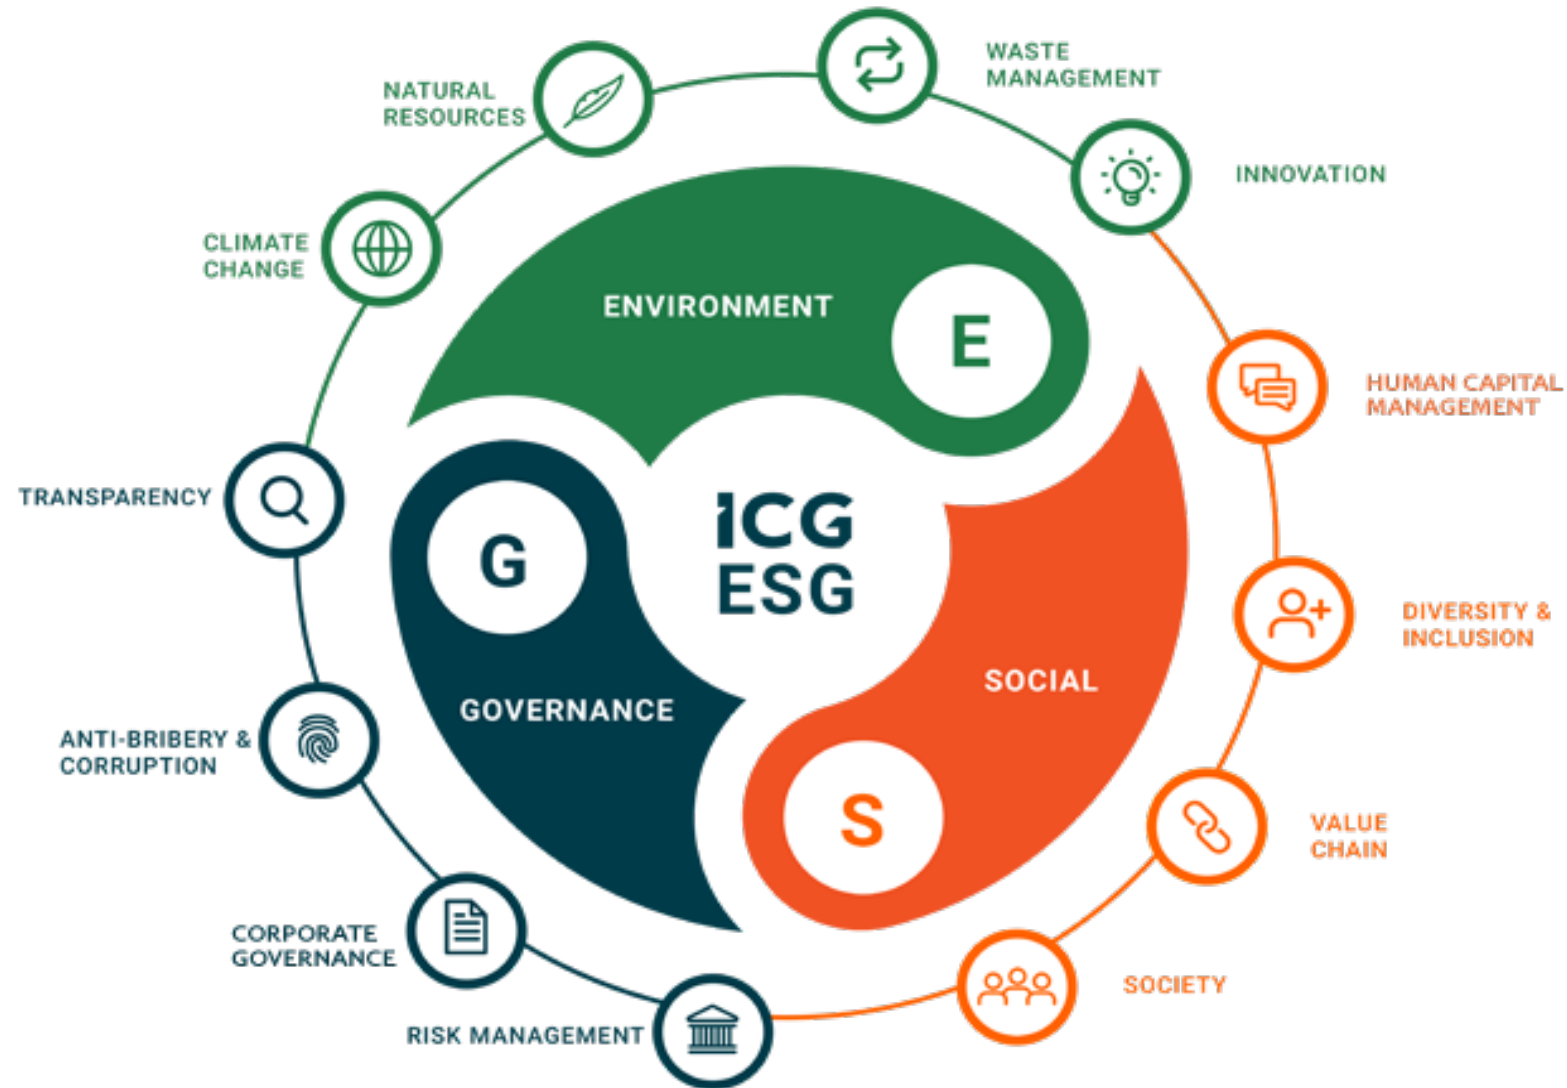 WASTE
MANAGEMENT
NATURAL
RESOURCES
INNOVATION
CLIMATE
CHANGE
ENVIRONMENT
E
HUMAN CAPITAL
MANAGEMENT
TRANSPARENCY
G
ICG
ESG
DIVERSITY &
INCLUSION
SOCIAL
GOVERNANCE
ANTI-BRIBERY &
CORRUPTION
S
VALUE
CHAIN
CORPORATE
GOVERNANCE
SOCIETY
RISK MANAGEMENT